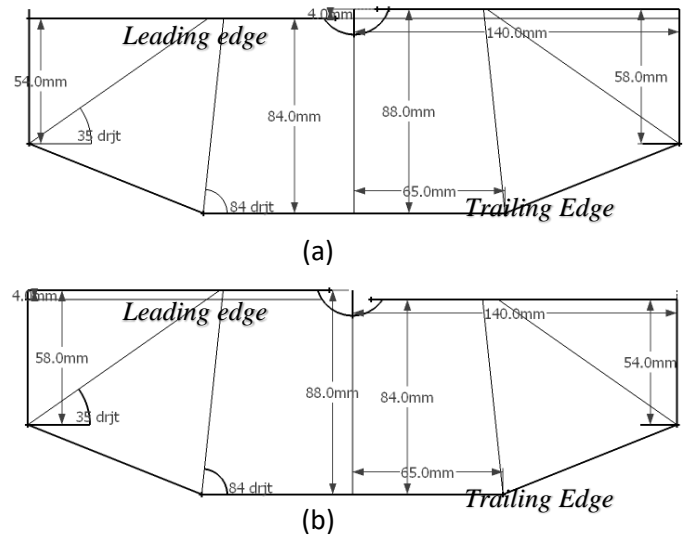 4.0mm
Leading edge
140.0mm
54.0mm
58.0mm
84.0mm
88.0mm
35 drjt
65.0mm
84 drjt
Trailing Edge
(a)
4.0mm
Leading edge
140.0mm
58.0mm
88.0mm
84.0mm
54.0mm
35 drjt
65.0mm
84 drjt
Trailing Edge
(b)